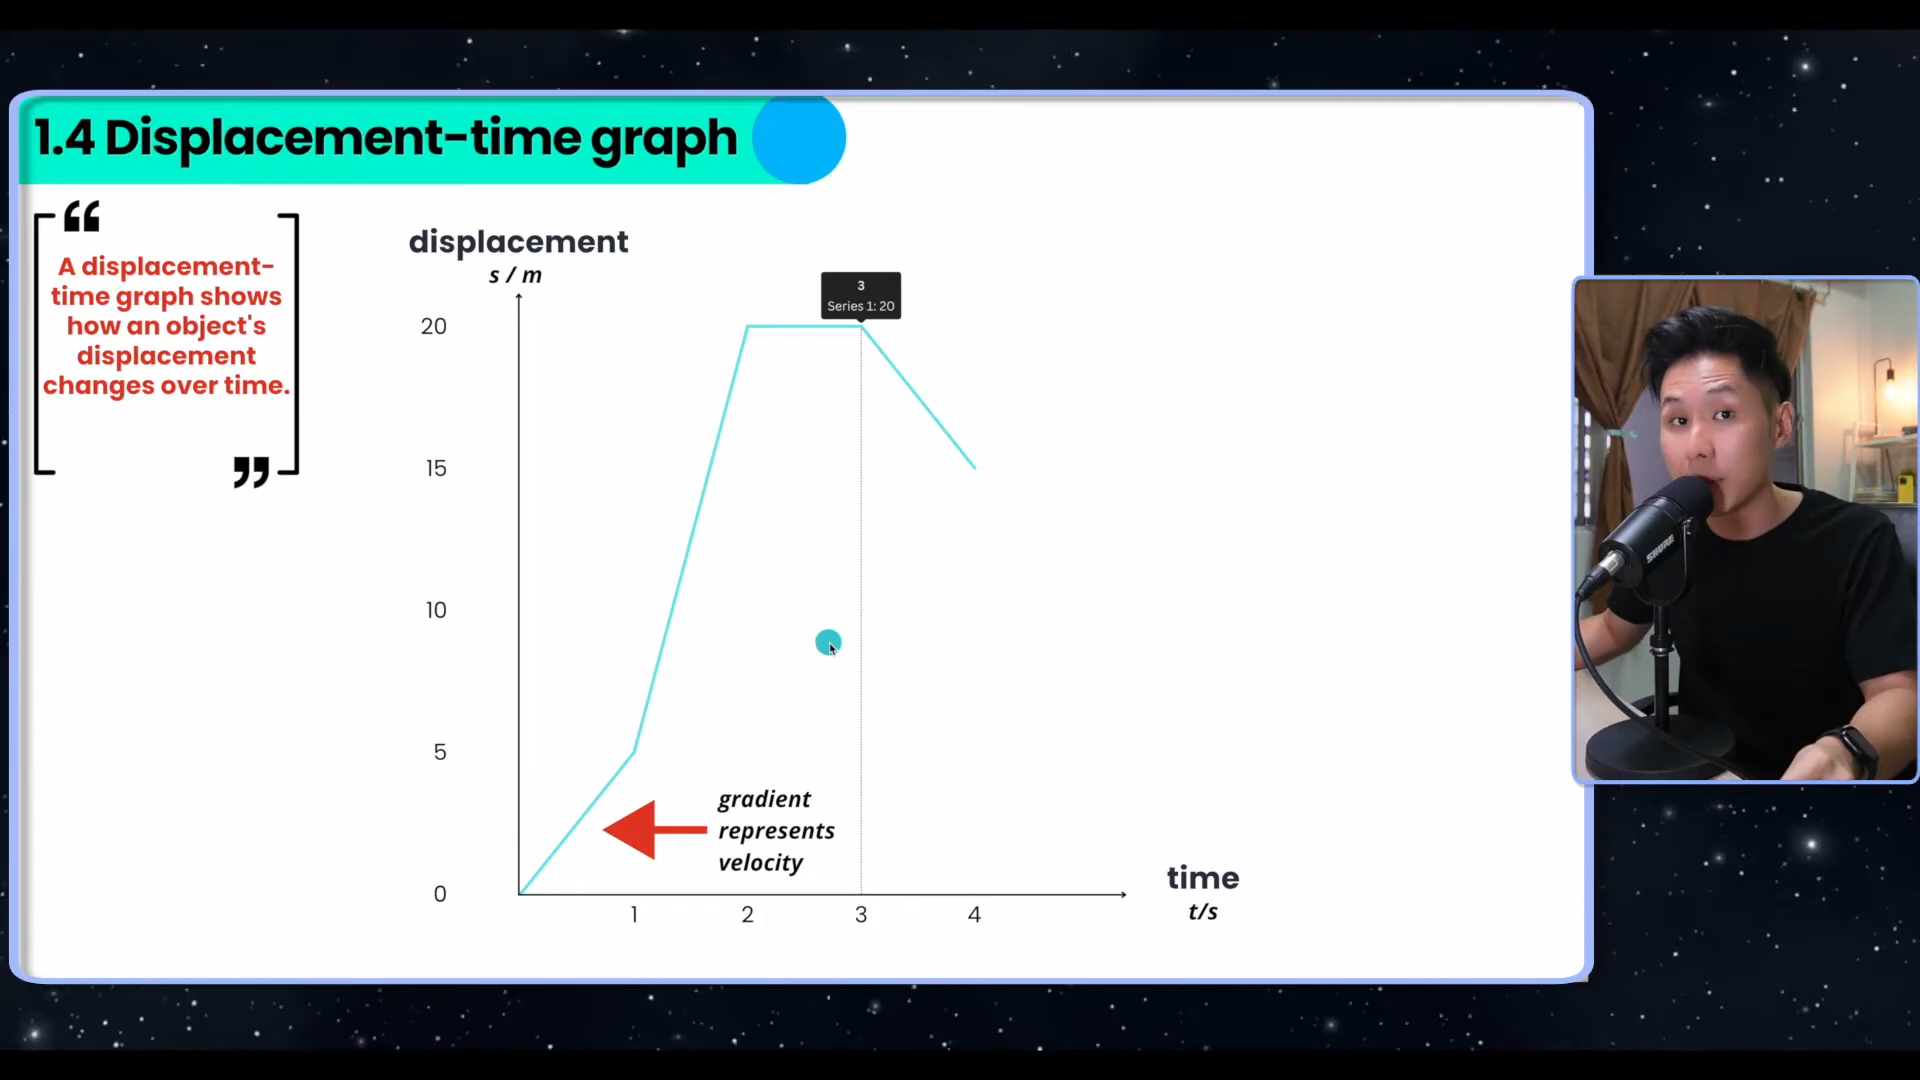 1.4 Displacement-time graph
“
A displacement-
time graph shows
how an object's
displacement
changes over time.
”
displacement
s / m
3
Series 1: 20
20
15
10
5
0
gradient
represents
velocity
1 2 3 4
time
t/s
SHURE